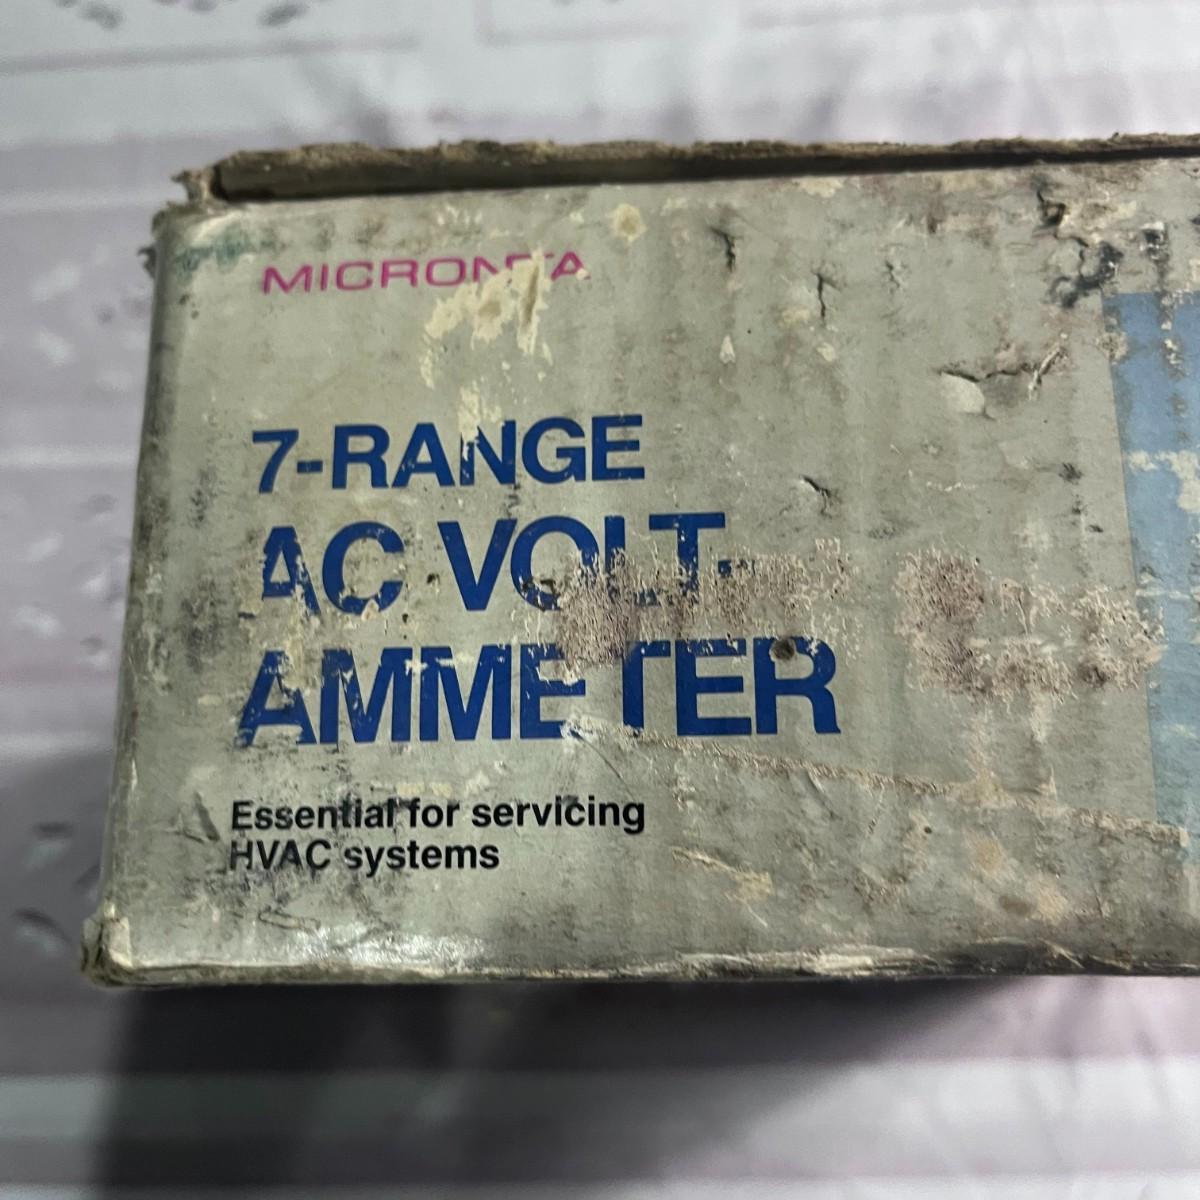 MICRONTA
7-RANGE
AC VOLT-
AMMETER
Essential for servicing
HVAC systems